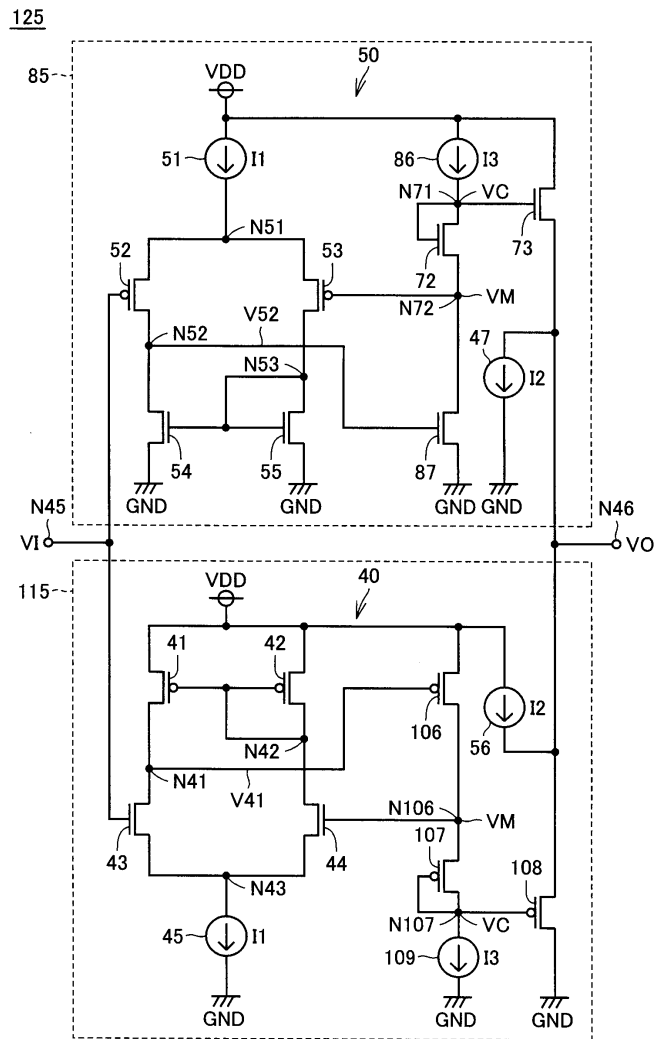 125
85
50
VDD
51
I1
86
I3
N71
VC
N51
52
53
72
73
V52
N72
VM
N52
47
I2
N53
54
55
87
GND
GND
GND
GND
N45
N46
VI
VO
115
VDD
40
41
42
106
I2
56
N42
N41
V41
N106
VM
43
44
107
108
N43
45
I1
N107
VC
109
I3
GND
GND
GND